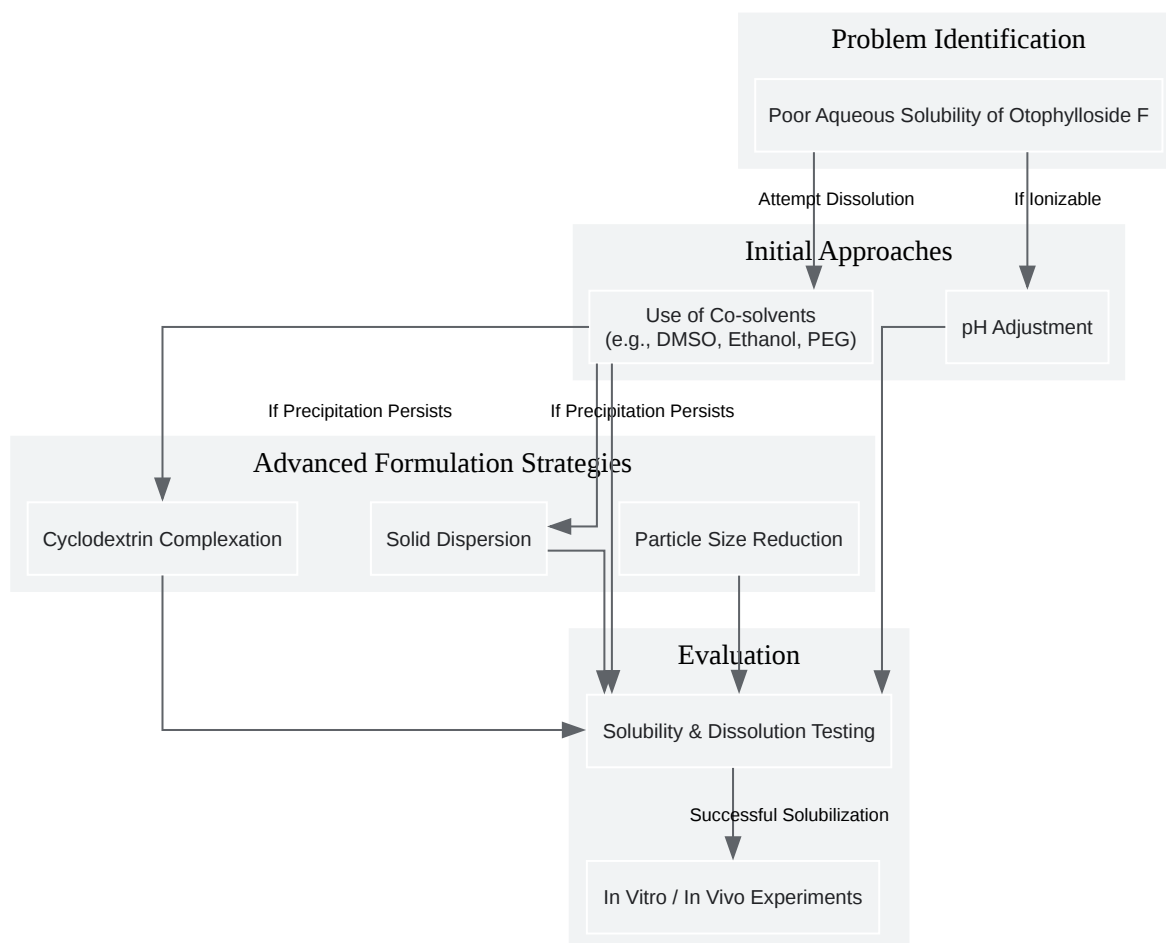 Problem Identification
Poor Aqueous Solubility of Otophylloside F
Attempt Dissolution
If Ionizable
Initial Approaches
Use of Co-solvents
(e.g., DMSO, Ethanol, PEG)
pH Adjustment
If Precipitation Persists
If Precipitation Persists
Advanced Formulation Strategies
Cyclodextrin Complexation
Solid Dispersion
Particle Size Reduction
Evaluation
Solubility & Dissolution Testing
Successful Solubilization
In Vitro / In Vivo Experiments